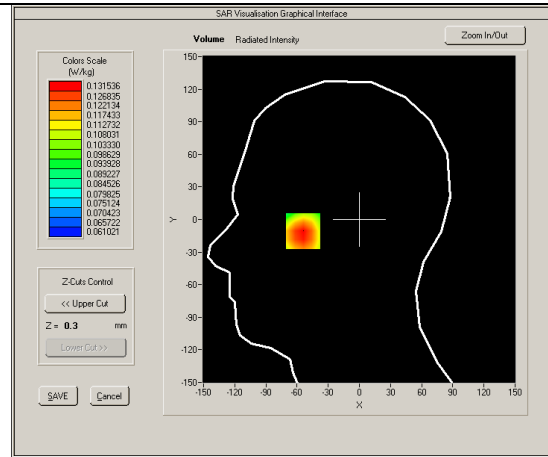 SAR Visualisation Graphical Interface
Volume Radiated Intensity
Zoom In/Out
Colors Scale
(W/kg)
0.131536
0.126835
0.122134
0.117433
0.112732
0.108031
0.103330
0.098629
0.093928
0.089227
0.084526
0.079825
0.075124
0.070423
0.065722
0.061021
Z-Cuts Control
<< Upper Cut
Z = 0.3 mm
Lower Cut >>
SAVE Cancel
150
120
90
60
30
0
-30
-60
-90
-120
-150
Y
-150 -120 -90 -60 -30 0 30 60 90 120 150
X